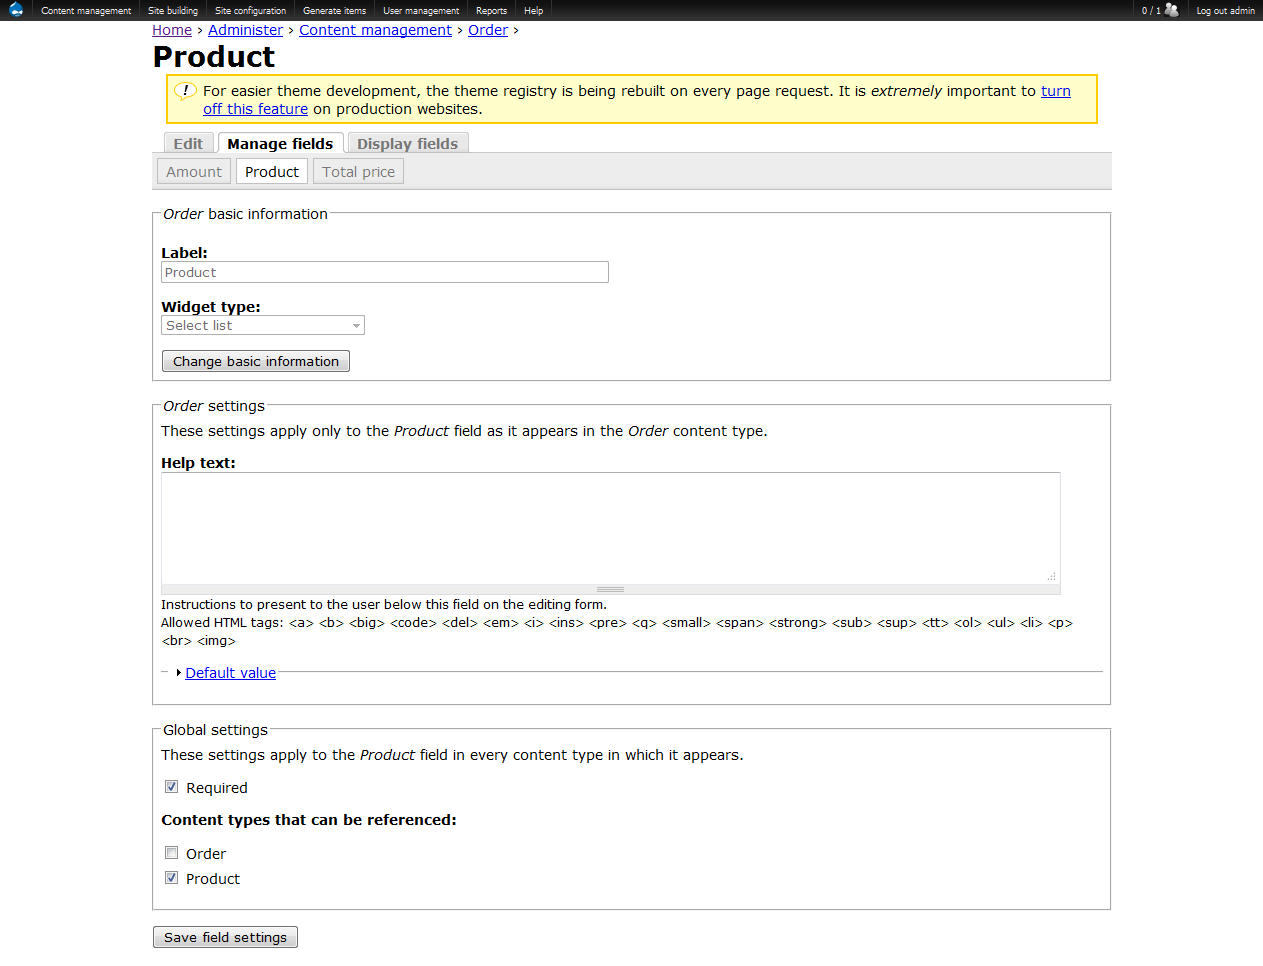 Content management Site building Site configuration Generate items User management Reports Help 0 / 1 Log out admin
Home › Administer › Content management › Order ›
Product
! For easier theme development, the theme registry is being rebuilt on every page request. It is extremely important to turn
off this feature on production websites.
Edit Manage fields Display fields
Amount Product Total price
Order basic information
Label:
Product
Widget type:
Select list
Change basic information
Order settings
These settings apply only to the Product field as it appears in the Order content type.
Help text:
Instructions to present to the user below this field on the editing form.
Allowed HTML tags: <a> <b> <big> <code> <del> <em> <i> <ins> <pre> <q> <small> <span> <strong> <sub> <sup> <tt> <ol> <ul> <li> <p>
<br> <img>
Default value
Global settings
These settings apply to the Product field in every content type in which it appears.
Required
Content types that can be referenced:
Order
Product
Save field settings